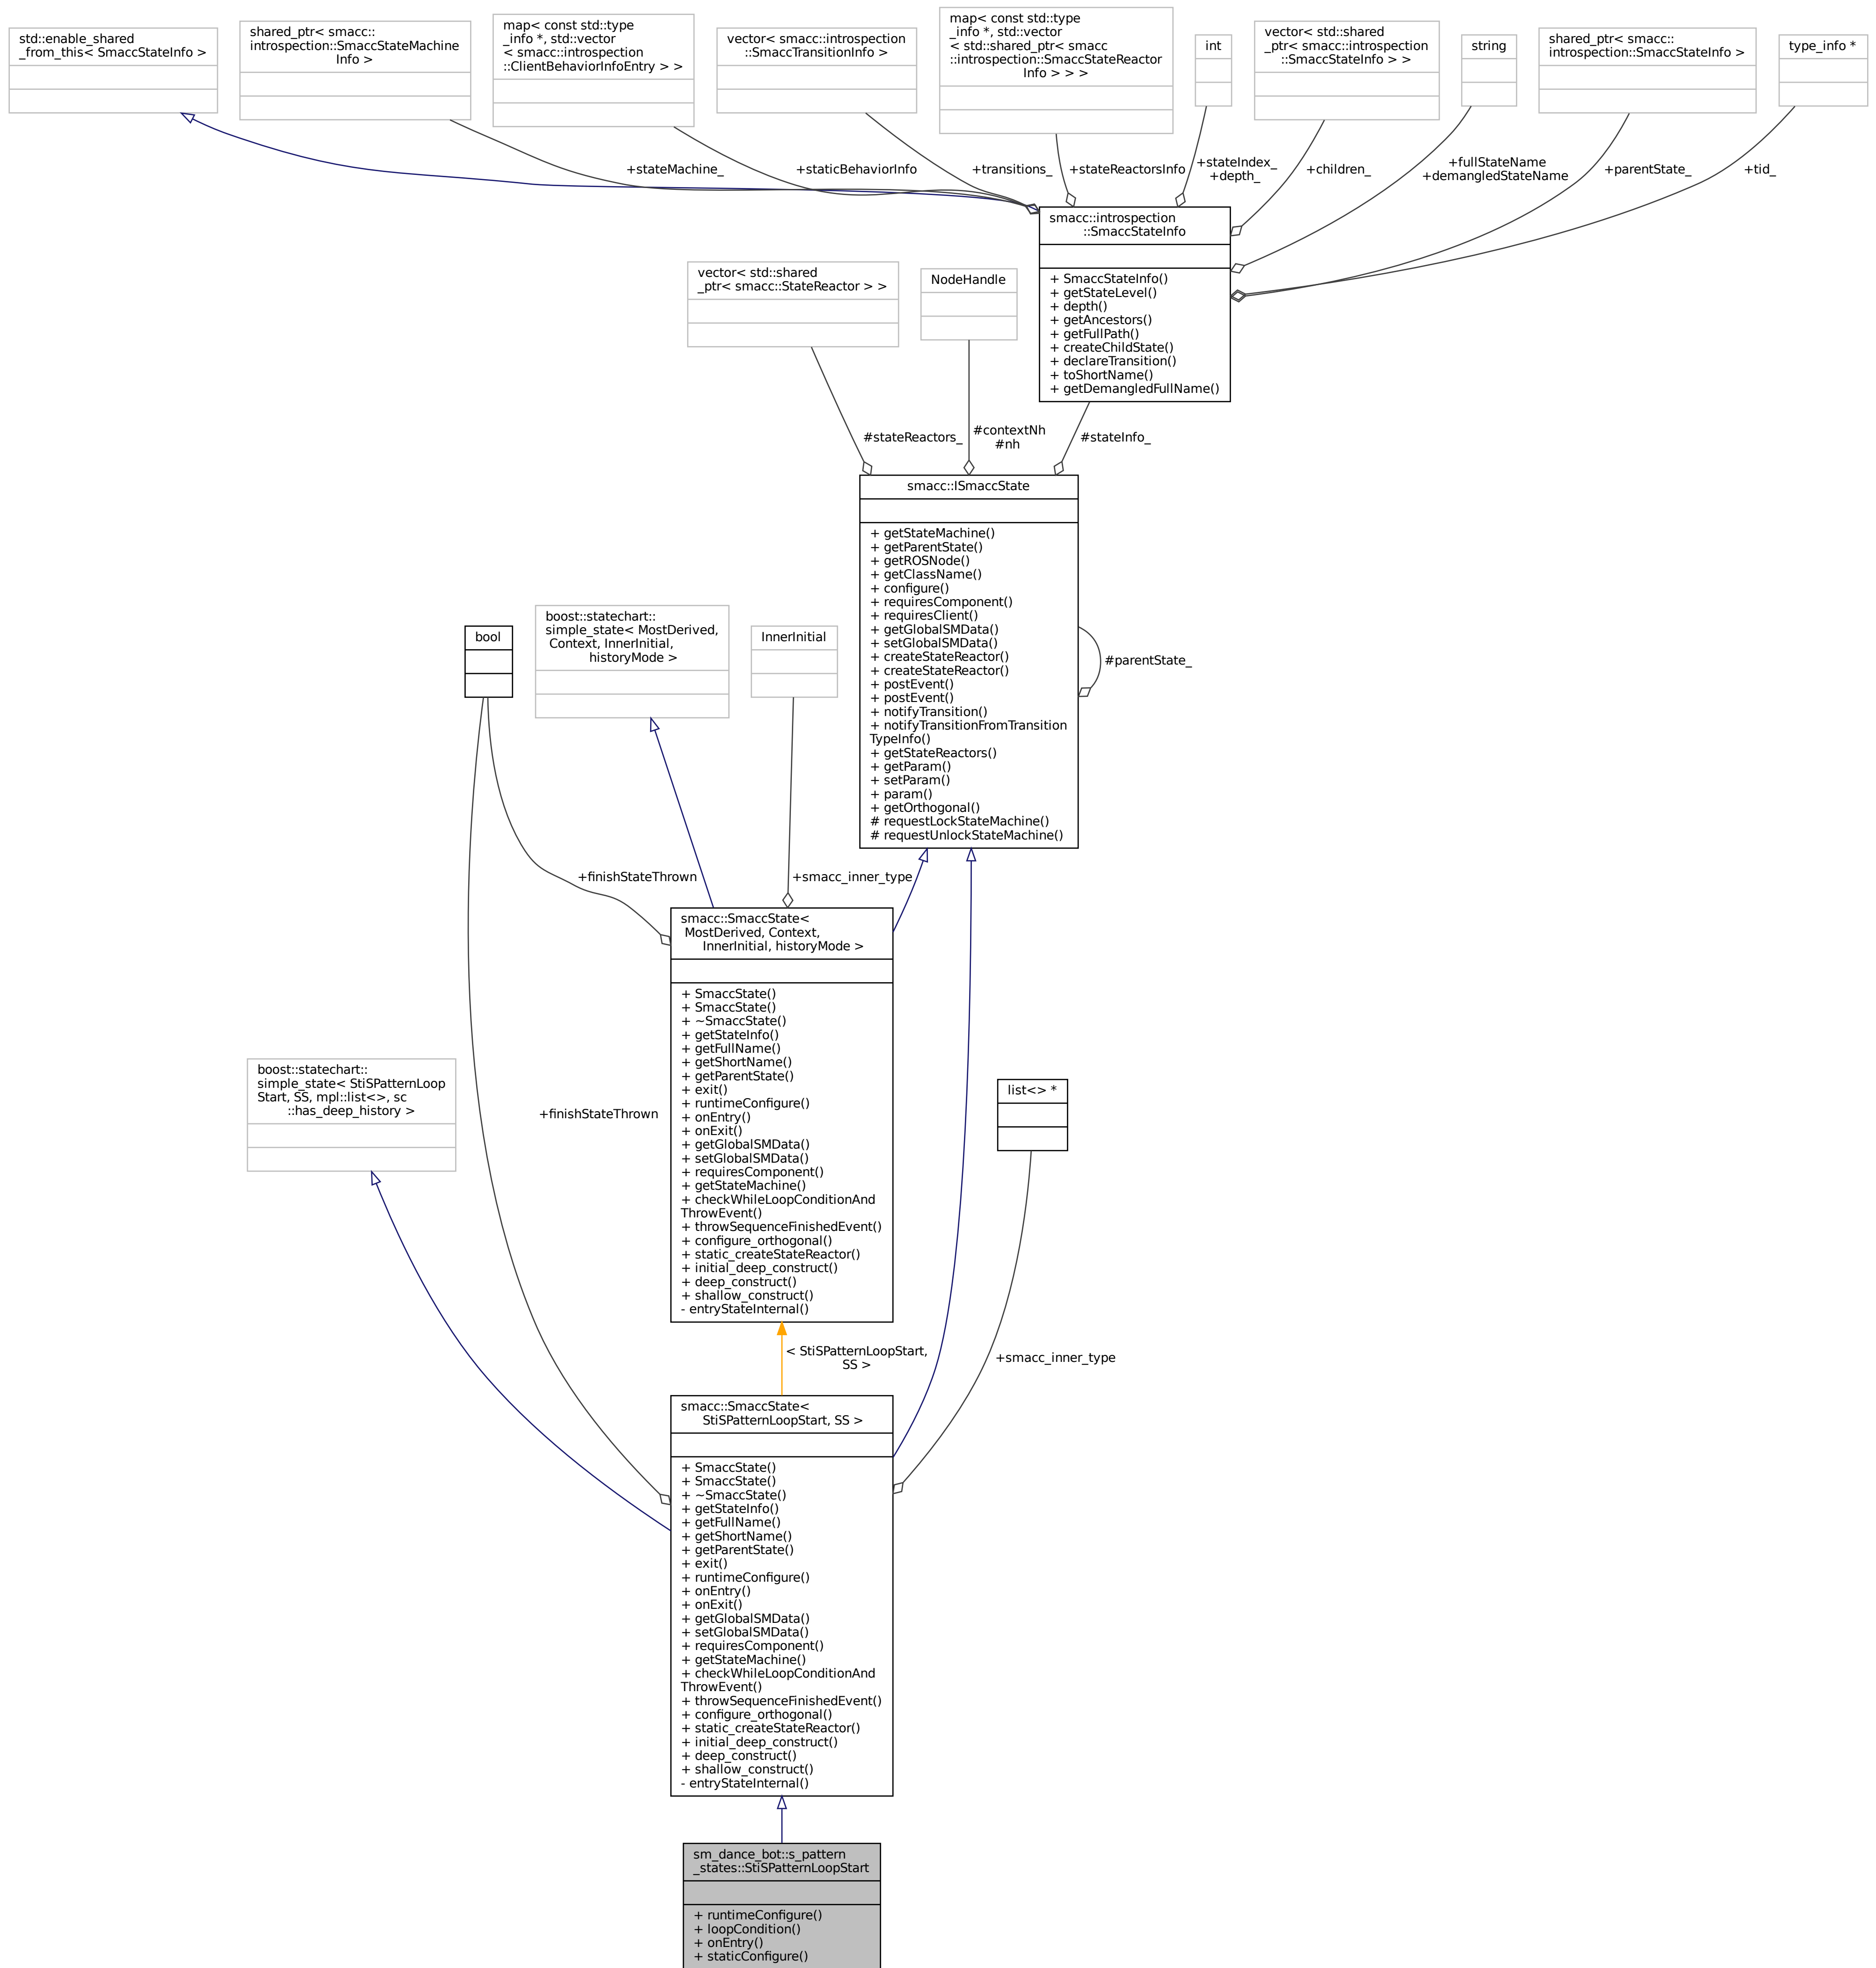 std::enable_shared
_from_this< SmaccStateInfo >
shared_ptr< smacc::
introspection::SmaccStateMachine
Info >
map< const std::type
_info *, std::vector
< smacc::introspection
::ClientBehaviorInfoEntry > >
vector< smacc::introspection
::SmaccTransitionInfo >
map< const std::type
_info *, std::vector
< std::shared_ptr< smacc
::introspection::SmaccStateReactor
Info > > >
int
vector< std::shared
_ptr< smacc::introspection
::SmaccStateInfo > >
string
shared_ptr< smacc::
introspection::SmaccStateInfo >
type_info *
+stateMachine_
+staticBehaviorInfo
+transitions_
+stateReactorsInfo
+stateIndex_
+depth_
+children_
+fullStateName
+demangledStateName
+parentState_
+tid_
smacc::introspection
::SmaccStateInfo
+ SmaccStateInfo()
+ getStateLevel()
+ depth()
+ getAncestors()
+ getFullPath()
+ createChildState()
+ declareTransition()
+ toShortName()
+ getDemangledFullName()
vector< std::shared
_ptr< smacc::StateReactor > >
NodeHandle
#stateReactors_
#contextNh
#nh
#stateInfo_
smacc::ISmaccState
+ getStateMachine()
+ getParentState()
+ getROSNode()
+ getClassName()
+ configure()
+ requiresComponent()
+ requiresClient()
+ getGlobalSMData()
+ setGlobalSMData()
+ createStateReactor()
+ createStateReactor()
+ postEvent()
+ postEvent()
+ notifyTransition()
+ notifyTransitionFromTransition
TypeInfo()
+ getStateReactors()
+ getParam()
+ setParam()
+ param()
+ getOrthogonal()
# requestLockStateMachine()
# requestUnlockStateMachine()
#parentState_
bool
boost::statechart::
simple_state< MostDerived,
Context, InnerInitial,
historyMode >
InnerInitial
+finishStateThrown
+smacc_inner_type
smacc::SmaccState<
MostDerived, Context,
InnerInitial, historyMode >
+ SmaccState()
+ SmaccState()
+ ~SmaccState()
+ getStateInfo()
+ getFullName()
+ getShortName()
+ getParentState()
+ exit()
+ runtimeConfigure()
+ onEntry()
+ onExit()
+ getGlobalSMData()
+ setGlobalSMData()
+ requiresComponent()
+ getStateMachine()
+ checkWhileLoopConditionAnd
ThrowEvent()
+ throwSequenceFinishedEvent()
+ configure_orthogonal()
+ static_createStateReactor()
+ initial_deep_construct()
+ deep_construct()
+ shallow_construct()
- entryStateInternal()
boost::statechart::
simple_state< StiSPatternLoop
Start, SS, mpl::list<>, sc
::has_deep_history >
+finishStateThrown
list<> *
< StiSPatternLoopStart,
SS >
+smacc_inner_type
smacc::SmaccState<
StiSPatternLoopStart, SS >
+ SmaccState()
+ SmaccState()
+ ~SmaccState()
+ getStateInfo()
+ getFullName()
+ getShortName()
+ getParentState()
+ exit()
+ runtimeConfigure()
+ onEntry()
+ onExit()
+ getGlobalSMData()
+ setGlobalSMData()
+ requiresComponent()
+ getStateMachine()
+ checkWhileLoopConditionAnd
ThrowEvent()
+ throwSequenceFinishedEvent()
+ configure_orthogonal()
+ static_createStateReactor()
+ initial_deep_construct()
+ deep_construct()
+ shallow_construct()
- entryStateInternal()
sm_dance_bot::s_pattern
_states::StiSPatternLoopStart
+ runtimeConfigure()
+ loopCondition()
+ onEntry()
+ staticConfigure()